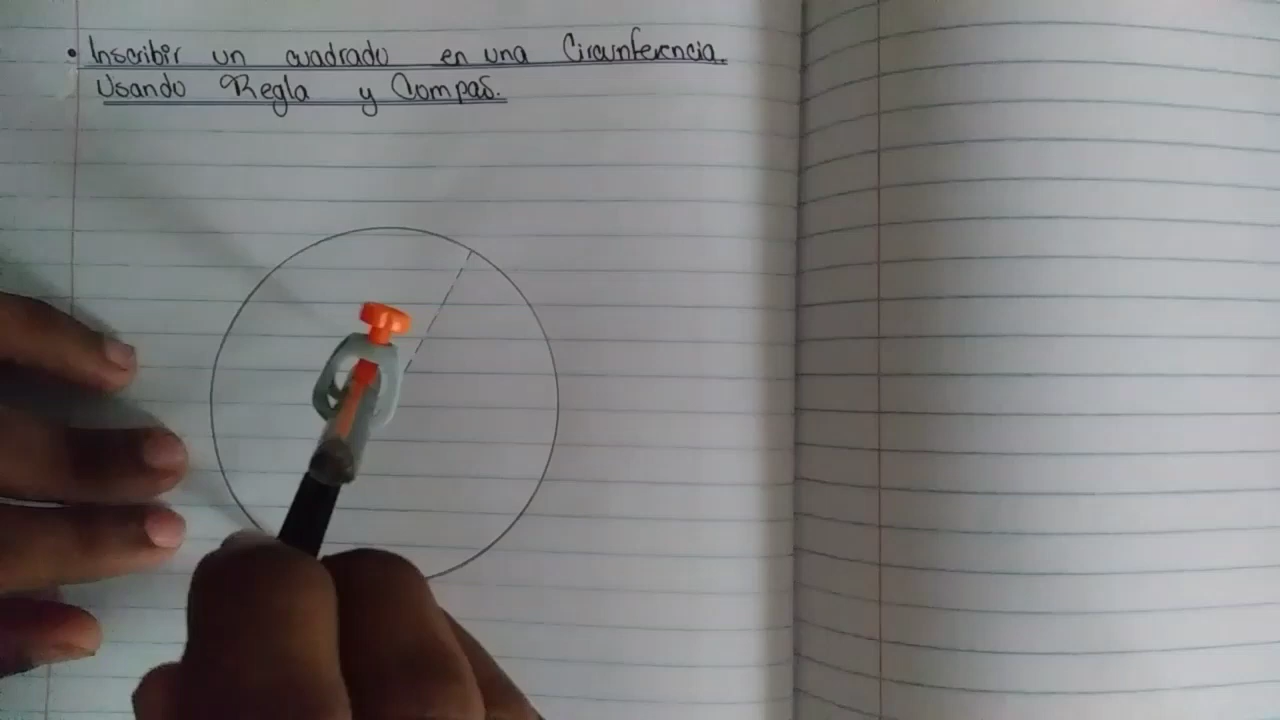 • Inscribir un cuadrado en una Circunferencia.
Usando Regla y Compas.